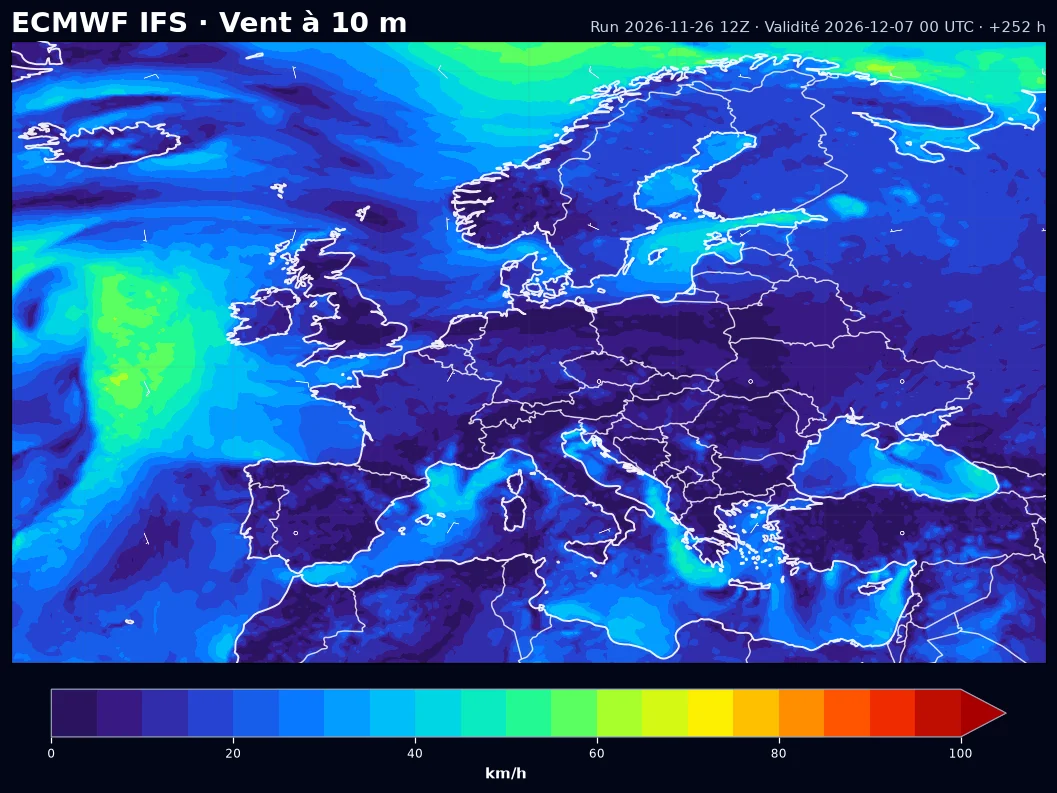 ECMWF IFS · Vent à 10 m
Run 2026-11-26 12Z · Validité 2026-12-07 00 UTC · +252 h
0 20 40 60 80 100
km/h